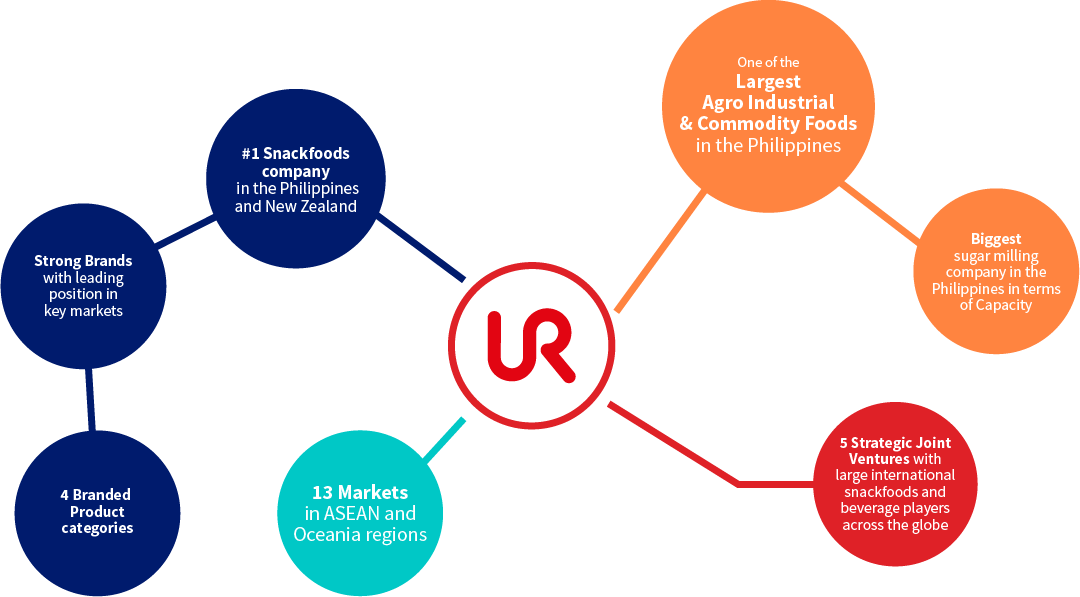 One of the
Largest
Agro Industrial
& Commodity Foods
in the Philippines
#1 Snackfoods
company
in the Philippines
and New Zealand
Strong Brands
with leading
position in
key markets
Biggest
sugar milling
company in the
Philippines in terms
of Capacity
UR
4 Branded
Product
categories
13 Markets
in ASEAN and
Oceania regions
5 Strategic Joint
Ventures with
large international
snackfoods and
beverage players
across the globe